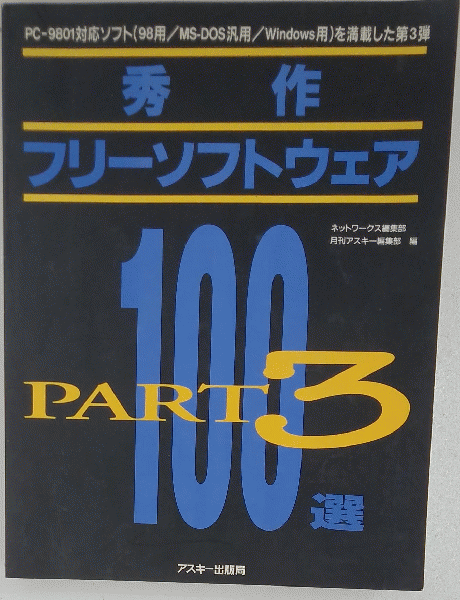 PC-9801対応ソフト(98用/MS-DOS汎用/Windows用)を満載した第3弾
秀作
フリーソフトウェア
ネットワークス編集部
月刊アスキー編集部 編
100
PART3
選
アスキー出版局